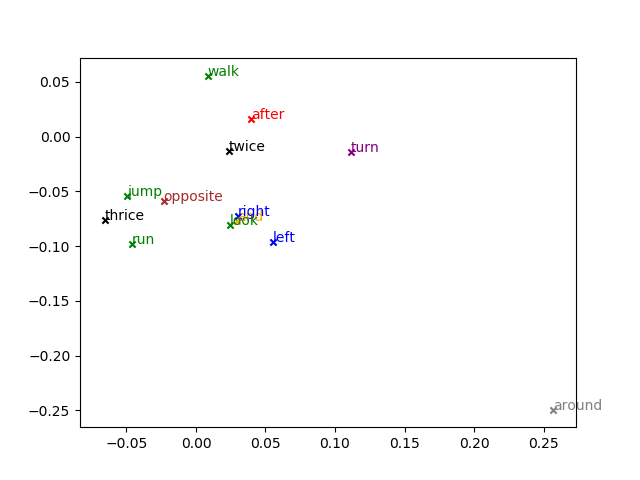 walk
after
twice
turn
jump
opposite
thrice
right
and
look
run
left
around
0.05
0.00
−0.05
−0.10
−0.15
−0.20
−0.25
−0.05 0.00 0.05 0.10 0.15 0.20 0.25